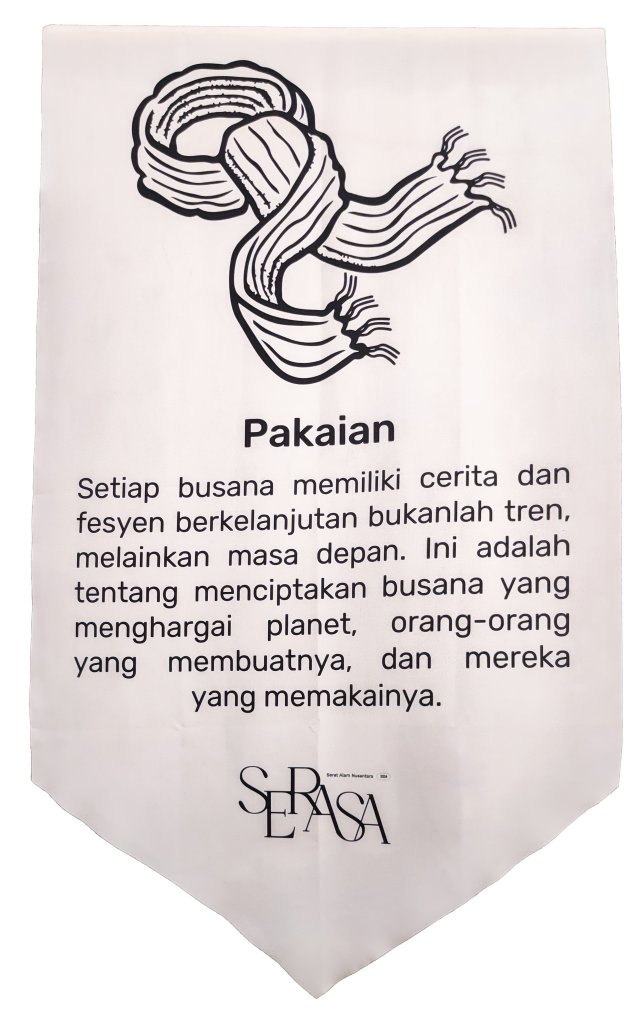 Pakaian
Setiap busana memiliki cerita dan
fesyen berkelanjutan bukanlah tren,
melainkan masa depan. Ini adalah
tentang menciptakan busana yang
menghargai planet, orang-orang
yang membuatnya, dan mereka
yang memakainya.
Serat Alam Nusantara
SERASA